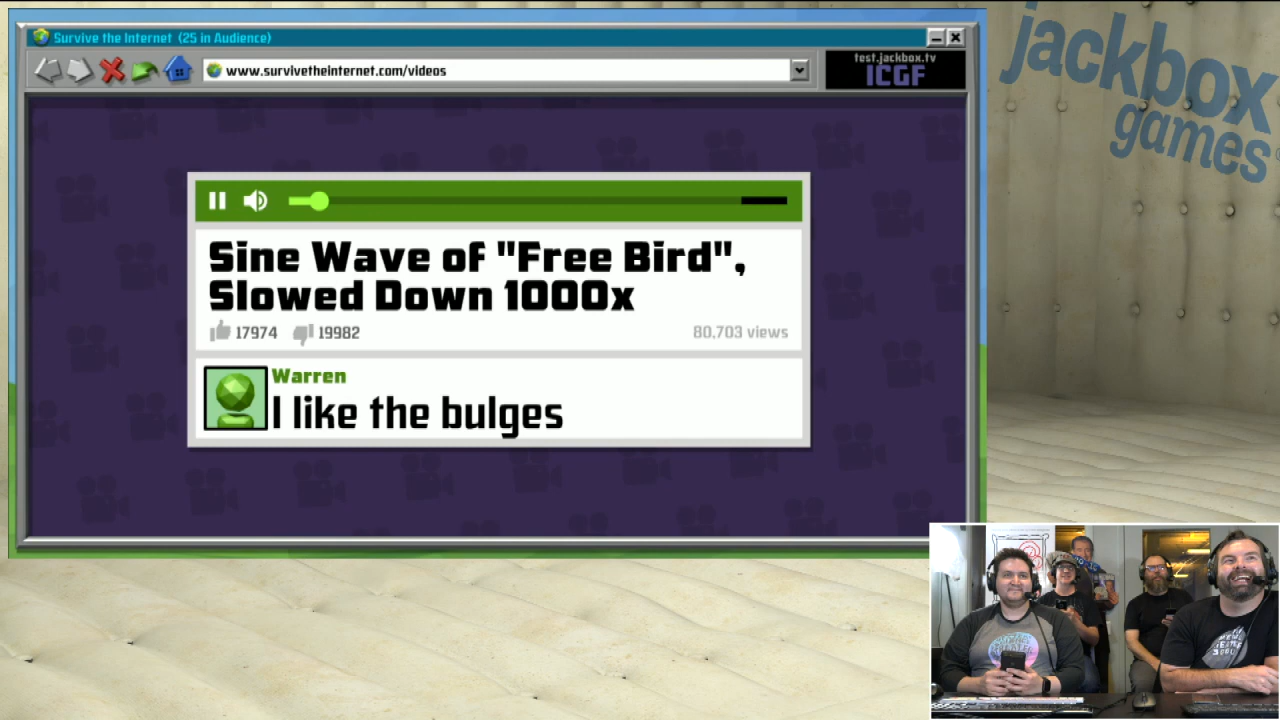 Survive the Internet (25 in Audience)
www.survivetheinternet.com/videos
test.jackbox.tv
ICGF
jackbox
games
Sine Wave of "Free Bird",
Slowed Down 1000x
17974 19982 80,703 views
Warren
I like the bulges